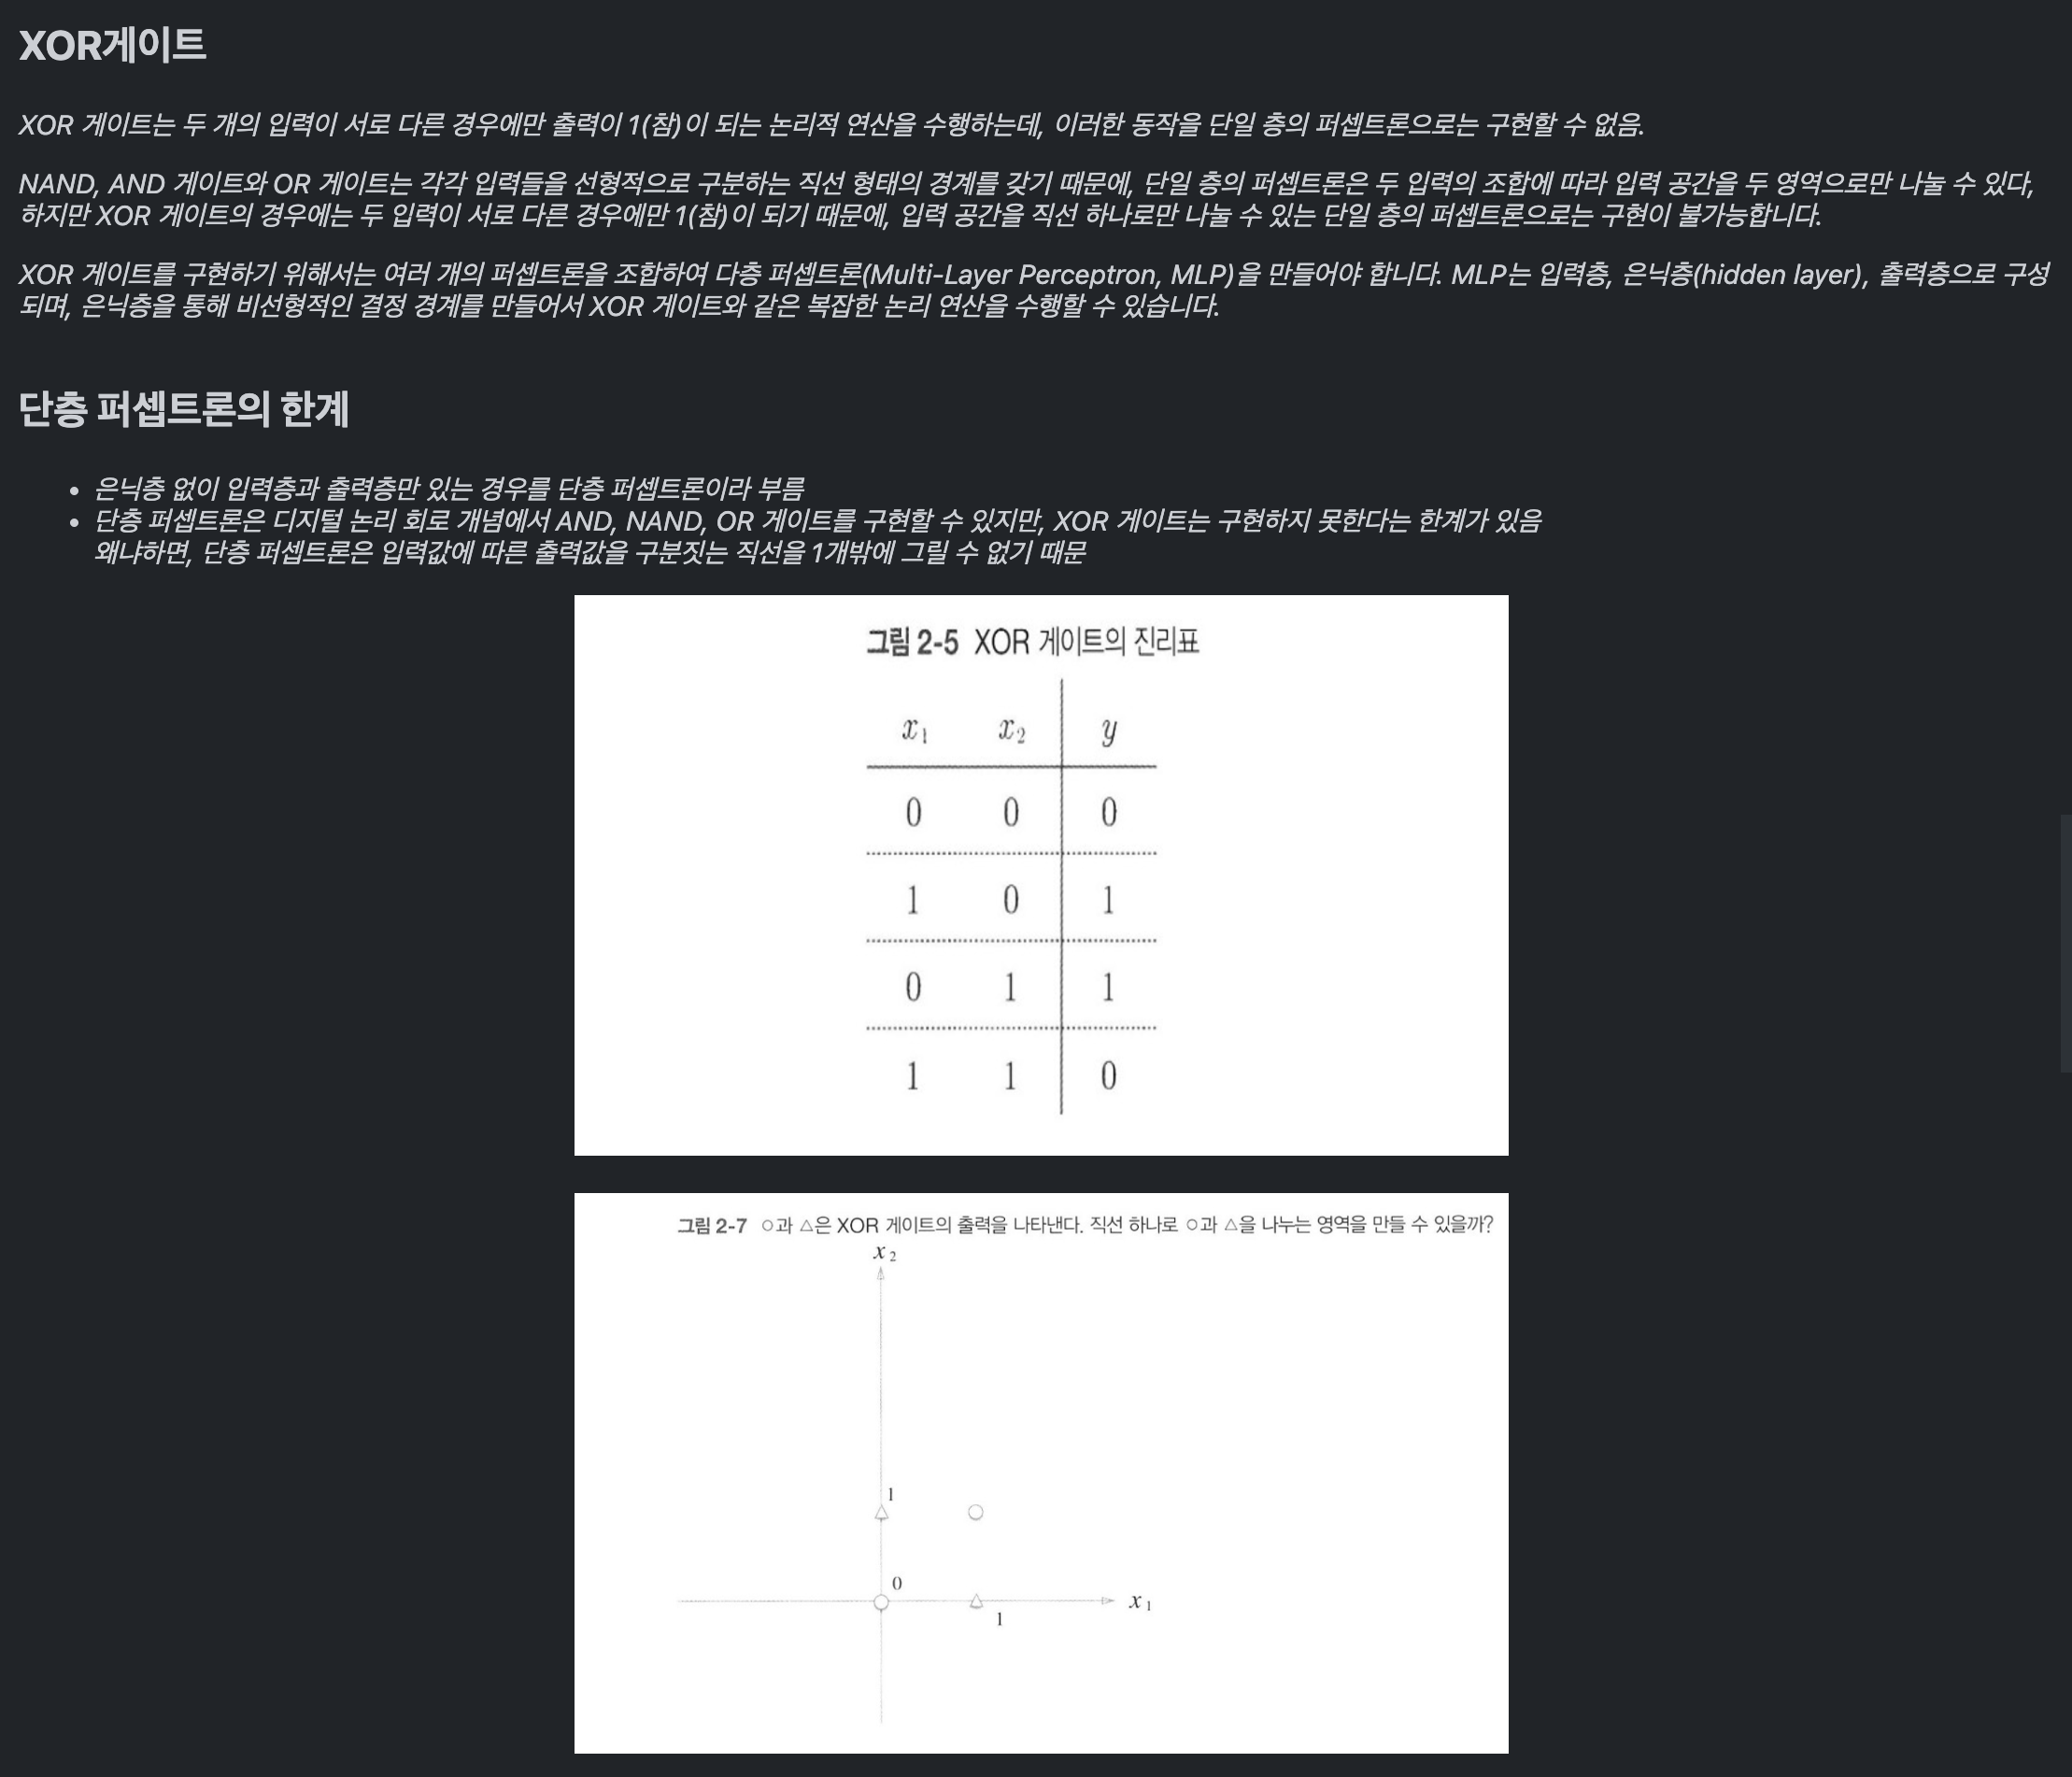 XOR게이트
XOR 게이트는 두 개의 입력이 서로 다른 경우에만 출력이 1(참)이 되는 논리적 연산을 수행하는데, 이러한 동작을 단일 층의 퍼셉트론으로는 구현할 수 없음.
NAND, AND 게이트와 OR 게이트는 각각 입력들을 선형적으로 구분하는 직선 형태의 경계를 갖기 때문에, 단일 층의 퍼셉트론은 두 입력의 조합에 따라 입력 공간을 두 영역으로만 나눌 수 있다,
하지만 XOR 게이트의 경우에는 두 입력이 서로 다른 경우에만 1(참)이 되기 때문에, 입력 공간을 직선 하나로만 나눌 수 있는 단일 층의 퍼셉트론으로는 구현이 불가능합니다.
XOR 게이트를 구현하기 위해서는 여러 개의 퍼셉트론을 조합하여 다층 퍼셉트론(Multi-Layer Perceptron, MLP)을 만들어야 합니다. MLP는 입력층, 은닉층(hidden layer), 출력층으로 구성
되며, 은닉층을 통해 비선형적인 결정 경계를 만들어서 XOR 게이트와 같은 복잡한 논리 연산을 수행할 수 있습니다.
단층 퍼셉트론의 한계
• 은닉층 없이 입력층과 출력층만 있는 경우를 단층 퍼셉트론이라 부름
• 단층 퍼셉트론은 디지털 논리 회로 개념에서 AND, NAND, OR 게이트를 구현할 수 있지만, XOR 게이트는 구현하지 못한다는 한계가 있음
왜냐하면, 단층 퍼셉트론은 입력값에 따른 출력값을 구분짓는 직선을 1개밖에 그릴 수 없기 때문
그림 2-5 XOR 게이트의 진리표
x₁ x₂ y
0 0 0
1 0 1
0 1 1
1 1 0
그림 2-7 ○과 △은 XOR 게이트의 출력을 나타낸다. 직선 하나로 ○과 △을 나누는 영역을 만들 수 있을까?
x₂
1
0
x₁
1